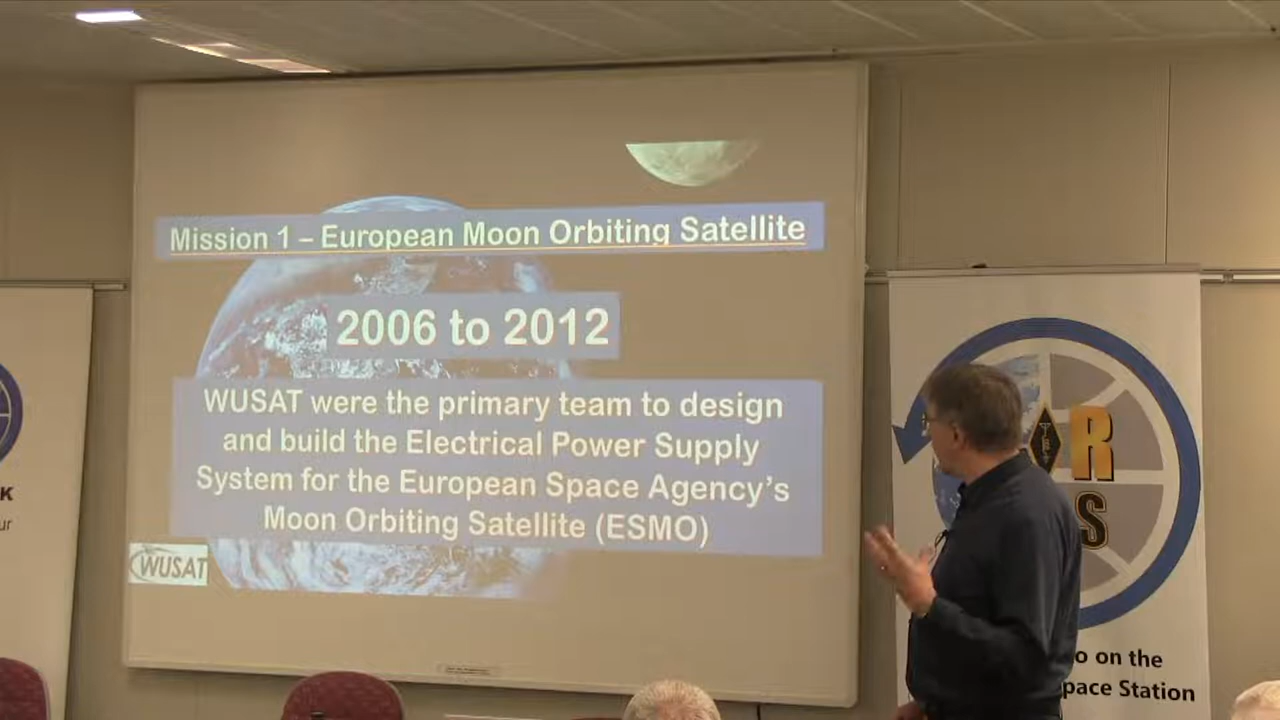 Mission 1 – European Moon Orbiting Satellite
2006 to 2012
WUSAT were the primary team to design
and build the Electrical Power Supply
System for the European Space Agency's
Moon Orbiting Satellite (ESMO)
WUSAT
K
ur
R
S
o on the
pace Station